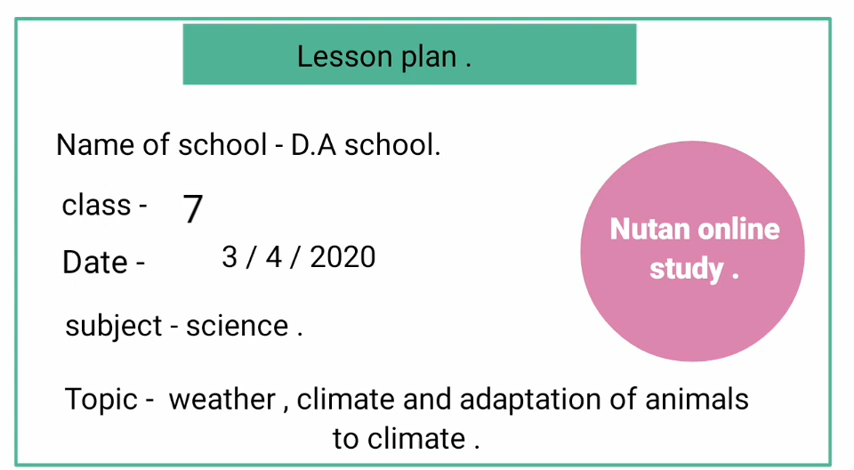 Lesson plan .
Name of school - D.A school.
class - 7
Date - 3 / 4 / 2020
Nutan online
study .
subject - science .
Topic - weather , climate and adaptation of animals
to climate .